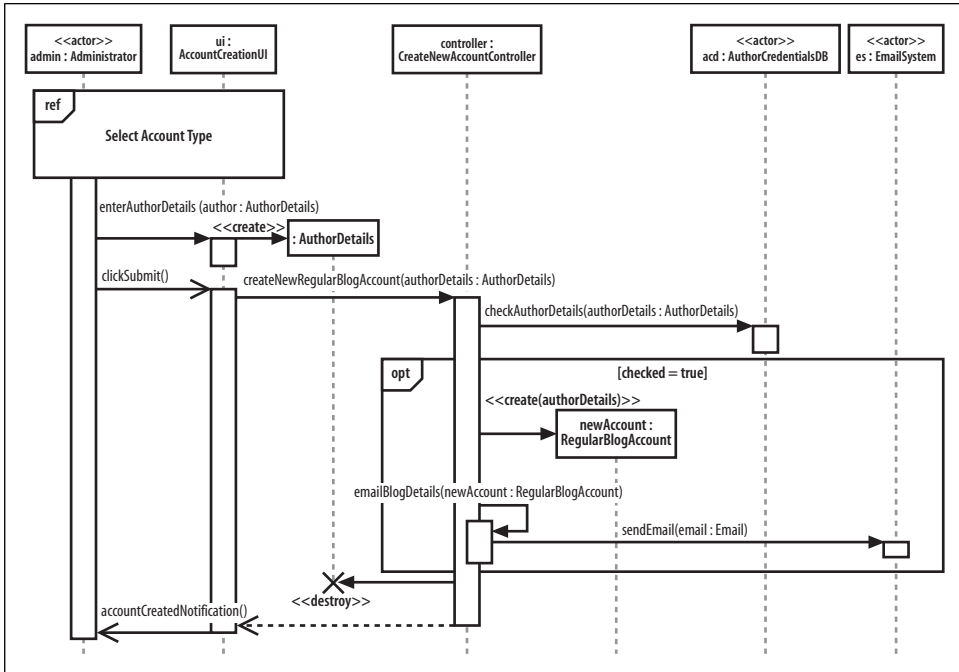 <<actor>>
admin : Administrator
ui :
AccountCreationUI
controller :
CreateNewAccountController
<<actor>>
acd : AuthorCredentialsDB
<<actor>>
es : EmailSystem
ref
Select Account Type
enterAuthorDetails (author : AuthorDetails)
<<create>>
: AuthorDetails
clickSubmit()
createNewRegularBlogAccount(authorDetails : AuthorDetails)
checkAuthorDetails(authorDetails : AuthorDetails)
opt
[checked = true]
<<create(authorDetails)>>
newAccount :
RegularBlogAccount
emailBlogDetails(newAccount : RegularBlogAccount)
sendEmail(email : Email)
<<destroy>>
accountCreatedNotification()